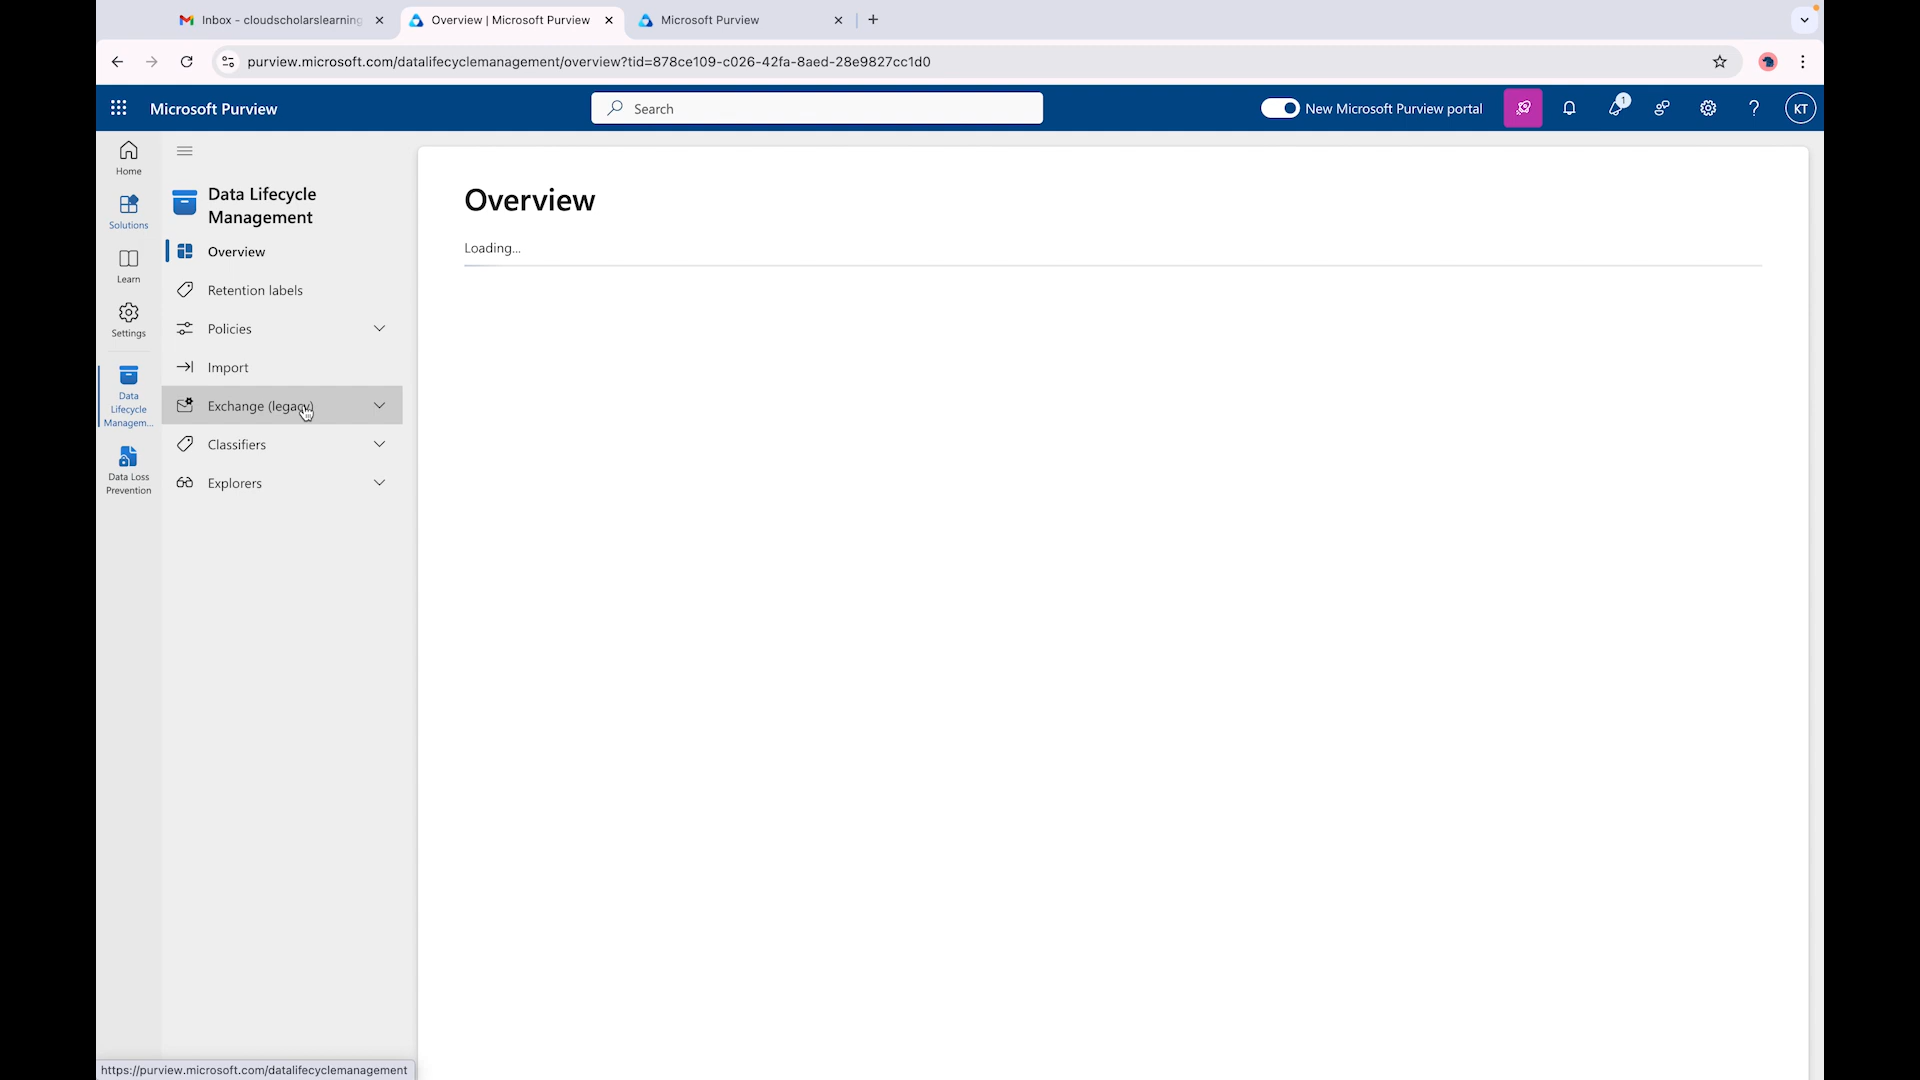 Inbox - cloudscholarslearning
Overview | Microsoft Purview
Microsoft Purview
purview.microsoft.com/datalifecyclemanagement/overview?tid=878ce109-c026-42fa-8aed-28e9827cc1d0
Microsoft Purview
Search
New Microsoft Purview portal
1
KT
Home
Solutions
Learn
Settings
Data
Lifecycle
Managem...
Data Loss
Prevention
Data Lifecycle
Management
Overview
Retention labels
Policies
Import
Exchange (legacy)
Classifiers
Explorers
Overview
Loading...
https://purview.microsoft.com/datalifecyclemanagement